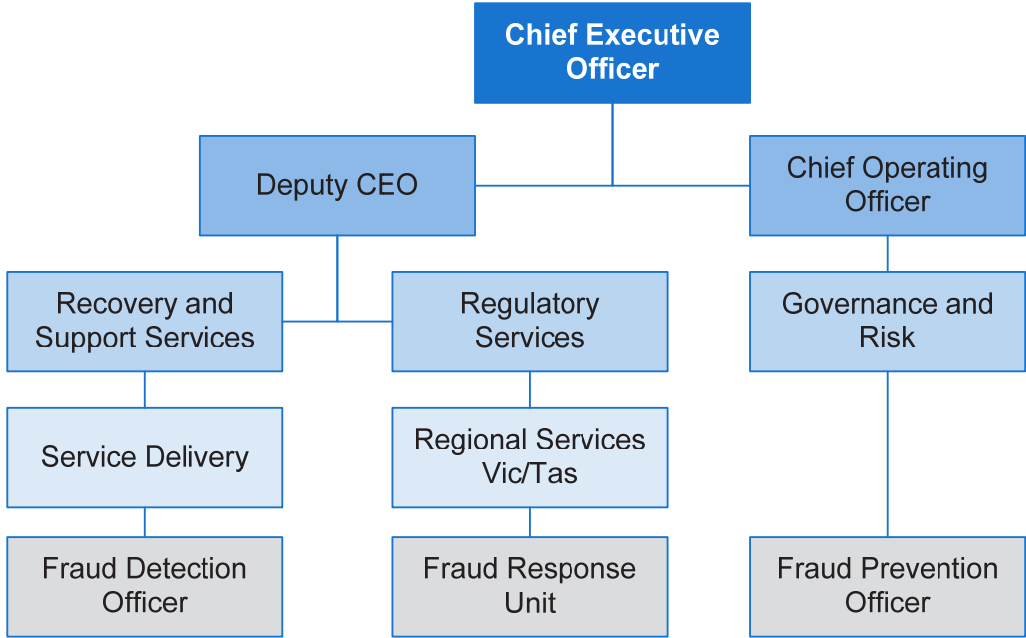 Chief Executive
Officer
Deputy CEO
Chief Operating
Officer
Recovery and
Support Services
Regulatory
Services
Governance and
Risk
Service Delivery
Regional Services
Vic/Tas
Fraud Detection
Officer
Fraud Response
Unit
Fraud Prevention
Officer